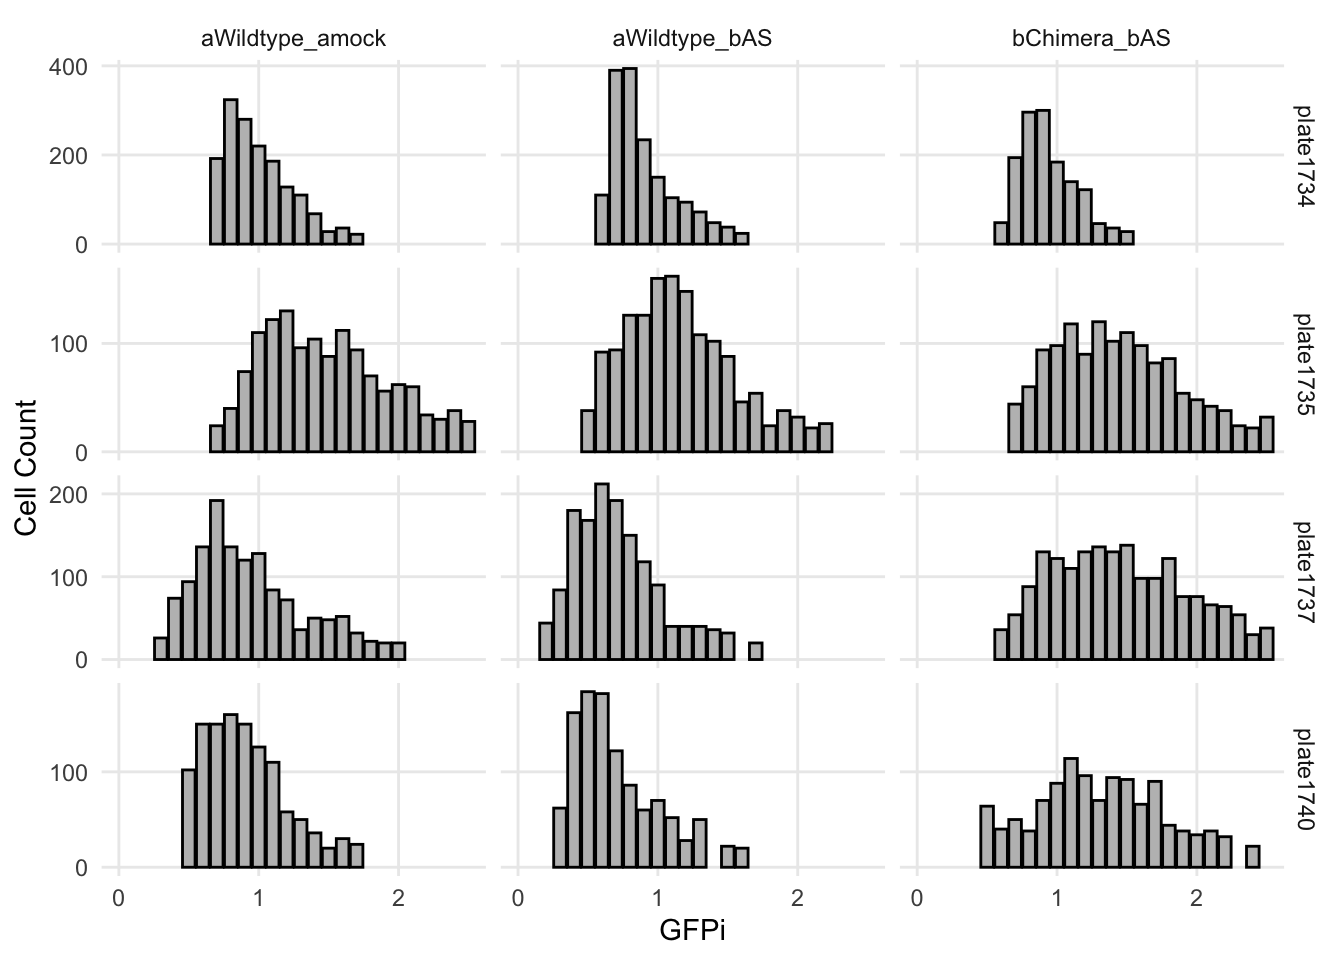 aWildtype_amock
aWildtype_bAS
bChimera_bAS
400
200
0
plate1734
100
0
plate1735
200
100
0
plate1737
100
0
plate1740
Cell Count
0 1 2
0 1 2
0 1 2
GFPi